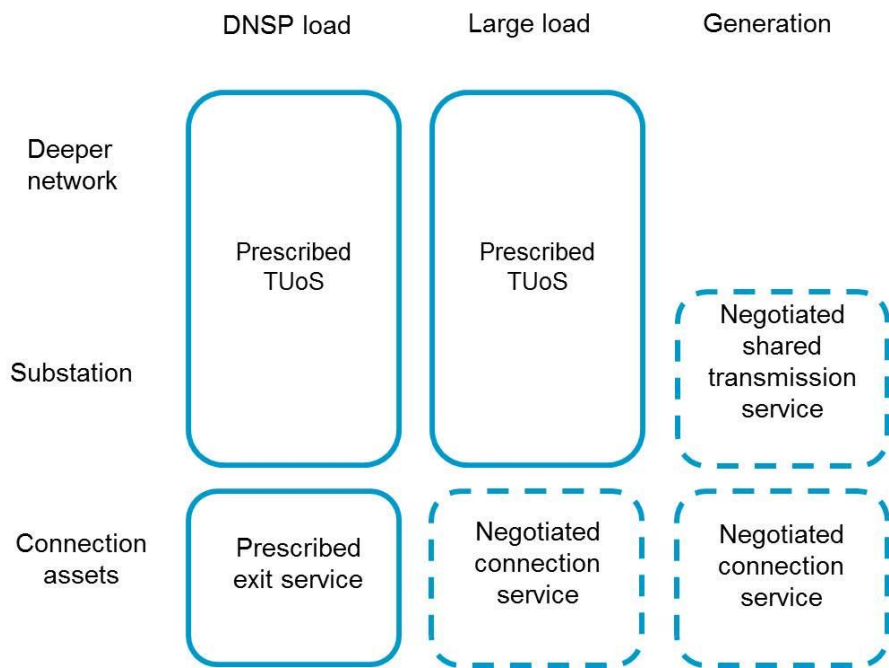 DNSP load
Large load
Generation
Deeper
network
Prescribed
TUoS
Prescribed
TUoS
Substation
Negotiated
shared
transmission
service
Connection
assets
Prescribed
exit service
Negotiated
connection
service
Negotiated
connection
service